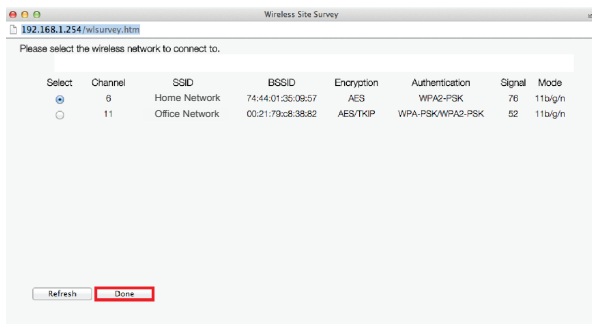 Wireless Site Survey
192.168.1.254/wlsurvey.htm
Please select the wireless network to connect to.
Select Channel SSID BSSID Encryption Authentication Signal Mode
6 Home Network 74:44:01:35:09:57 AES WPA2-PSK 76 11b/g/n
11 Office Network 00:21:79:c8:38:82 AES/TKIP WPA-PSK/WPA2-PSK 52 11b/g/n
Refresh Done